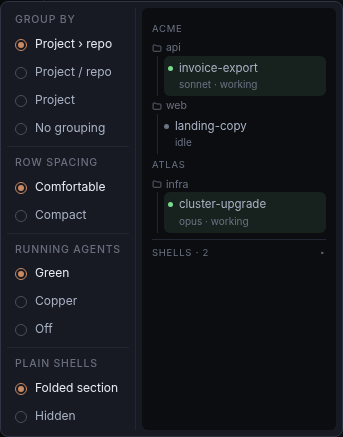 GROUP BY
Project › repo
Project / repo
Project
No grouping
ROW SPACING
Comfortable
Compact
RUNNING AGENTS
Green
Copper
Off
PLAIN SHELLS
Folded section
Hidden
ACME
api
invoice-export
sonnet · working
web
landing-copy
idle
ATLAS
infra
cluster-upgrade
opus · working
SHELLS · 2